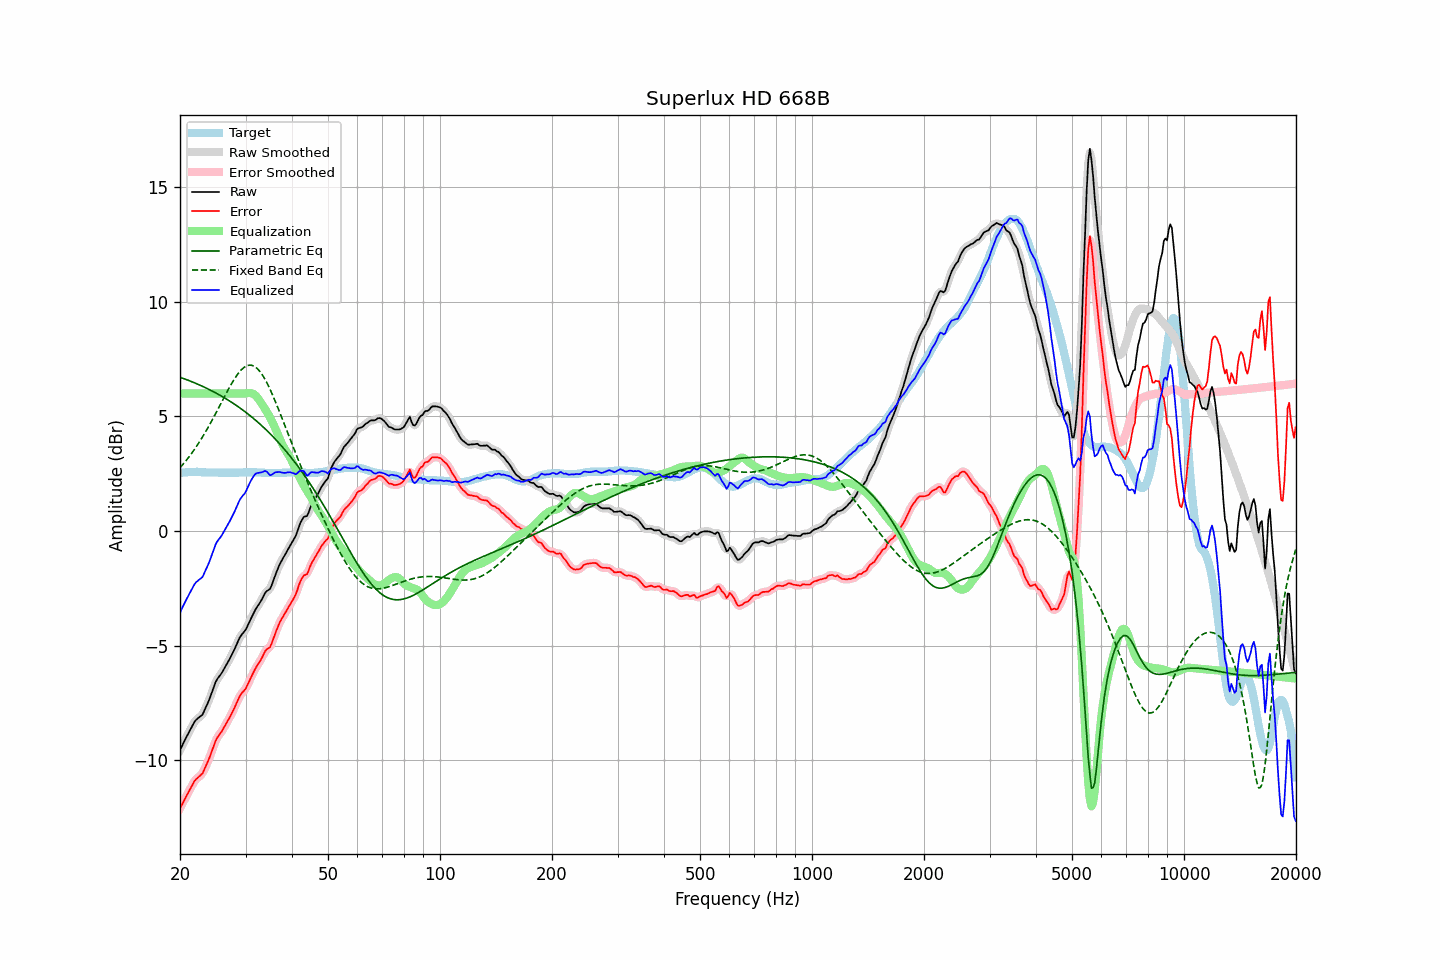 Superlux HD 668B
Target
Raw Smoothed
Error Smoothed
Raw
Error
Equalization
Parametric Eq
Fixed Band Eq
Equalized
Amplitude (dBr)
15
10
5
0
−5
−10
20 50 100 200 500 1000 2000 5000 10000 20000
Frequency (Hz)